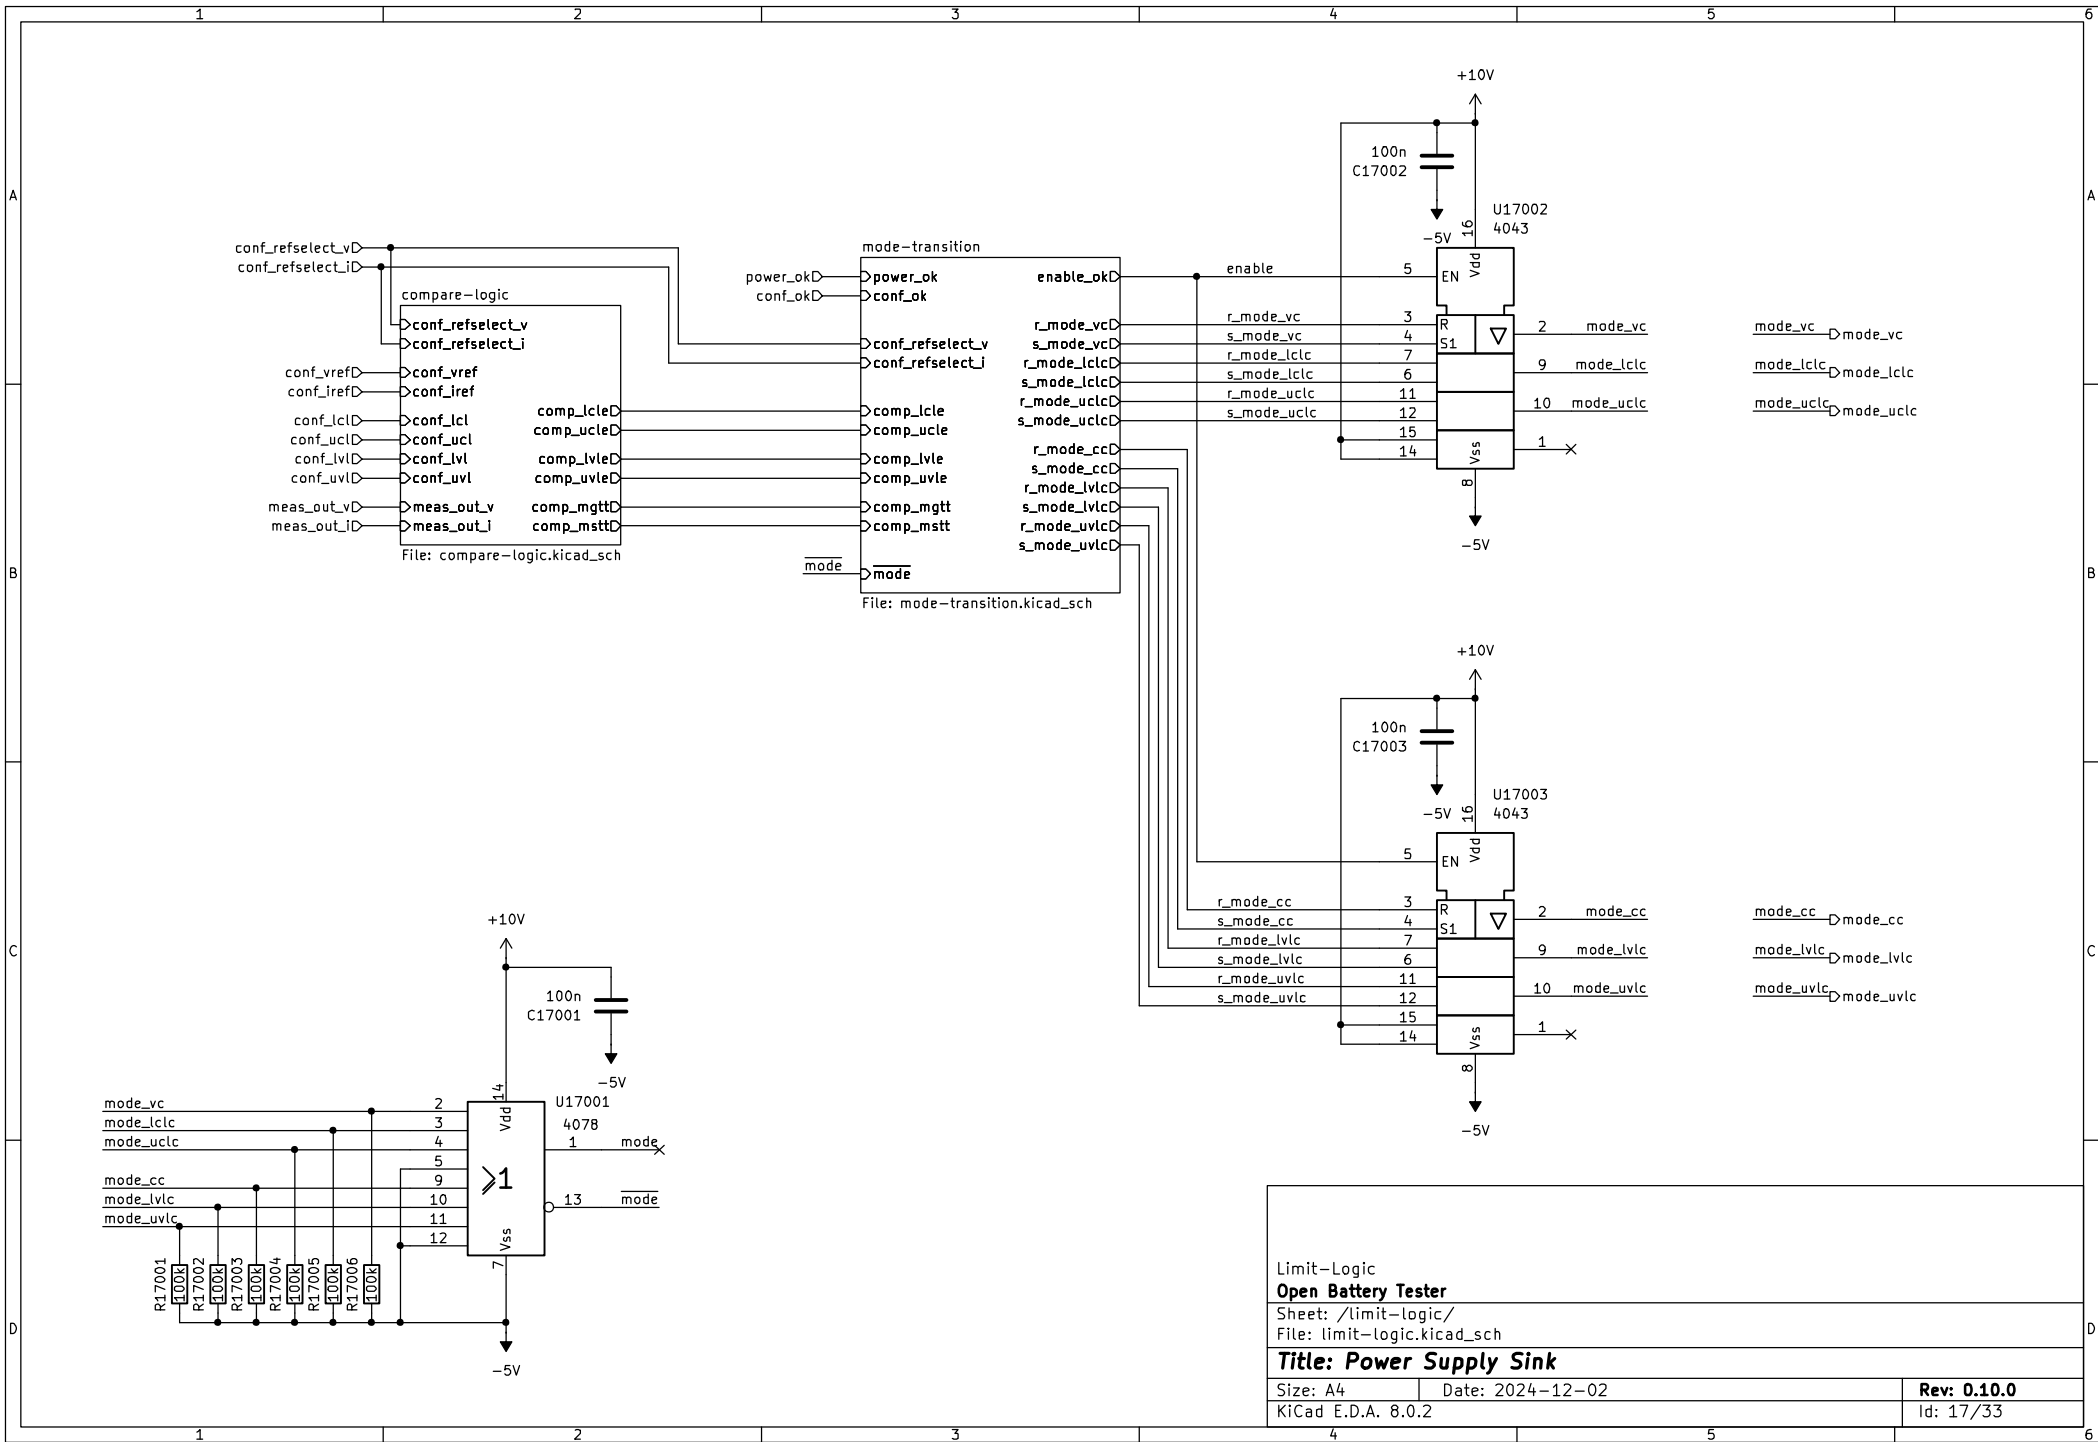 1 2 3 4 5 6
A
B
C
D
A
B
C
D
1 2 3 4 5 6
conf_refselect_v
conf_refselect_i
compare-logic
conf_refselect_v
conf_refselect_i
conf_vref conf_vref
conf_iref conf_iref
conf_lcl conf_lcl
conf_ucl conf_ucl
conf_lvl conf_lvl
conf_uvl conf_uvl
meas_out_v meas_out_v
meas_out_i meas_out_i
comp_lcle
comp_ucle
comp_lvle
comp_uvle
comp_mgtt
comp_mstt
File: compare-logic.kicad_sch
mode-transition
power_ok power_ok
conf_ok conf_ok
conf_refselect_v
conf_refselect_i
comp_lcle
comp_ucle
comp_lvle
comp_uvle
comp_mgtt
comp_mstt
mode mode
enable_ok
r_mode_vc
s_mode_vc
r_mode_lclc
s_mode_lclc
r_mode_uclc
s_mode_uclc
r_mode_cc
s_mode_cc
r_mode_lvlc
s_mode_lvlc
r_mode_uvlc
s_mode_uvlc
File: mode-transition.kicad_sch
+10V
100n
C17002
-5V
U17002
4043
16
Vdd
enable 5 EN
r_mode_vc 3 R
s_mode_vc 4 S1
r_mode_lclc 7
s_mode_lclc 6
r_mode_uclc 11
s_mode_uclc 12
15
14
Vss
8
-5V
2 mode_vc
9 mode_lclc
10 mode_uclc
1
mode_vc mode_vc
mode_lclc mode_lclc
mode_uclc mode_uclc
+10V
100n
C17003
-5V
U17003
4043
16
Vdd
5 EN
r_mode_cc 3 R
s_mode_cc 4 S1
r_mode_lvlc 7
s_mode_lvlc 6
r_mode_uvlc 11
s_mode_uvlc 12
15
14
Vss
8
-5V
2 mode_cc
9 mode_lvlc
10 mode_uvlc
1
mode_cc mode_cc
mode_lvlc mode_lvlc
mode_uvlc mode_uvlc
+10V
100n
C17001
-5V
14
Vdd
U17001
4078
mode_vc 2
mode_lclc 3
mode_uclc 4
5
mode_cc 9
mode_lvlc 10
mode_uvlc 11
12
≥1
1 mode
13 mode
Vss
7
-5V
R17001 100k
R17002 100k
R17003 100k
R17004 100k
R17005 100k
R17006 100k
Limit-Logic
Open Battery Tester
Sheet: /limit-logic/
File: limit-logic.kicad_sch
Title: Power Supply Sink
Size: A4 Date: 2024-12-02 Rev: 0.10.0
KiCad E.D.A. 8.0.2 Id: 17/33